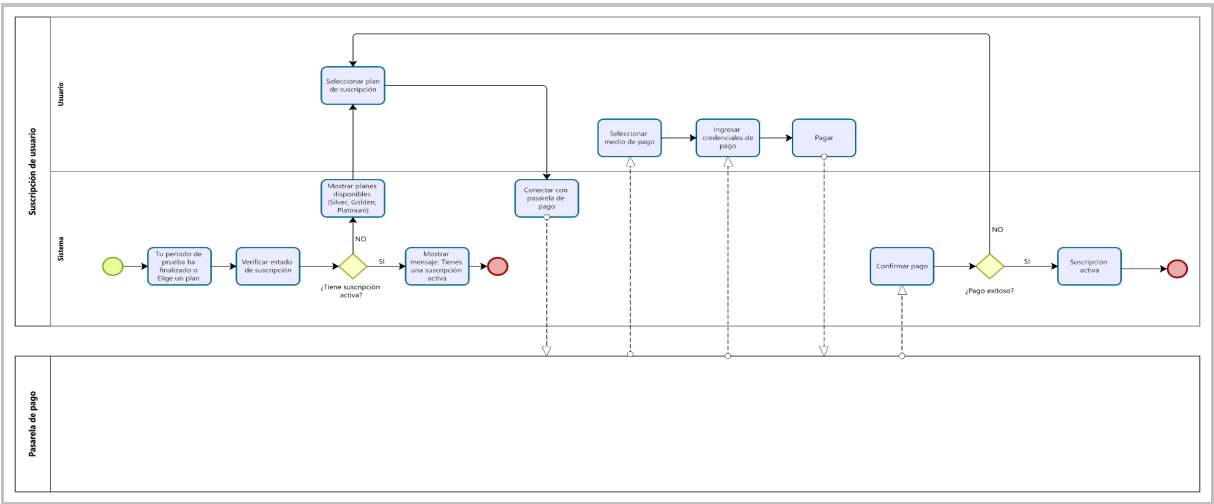 Suscripción de usuario
Usuario
Seleccionar plan
de suscripción
Seleccionar
medio de pago
Ingresar
credenciales de
pago
Pagar
Sistema
Tu período de
prueba ha
finalizado o
Elige un plan
Verificar estado
de suscripción
¿Tiene suscripción
activa?
NO
SI
Mostrar planes
disponibles
(Silver, Golden,
Platinum)
Mostrar
mensaje: Tienes
una suscripción
activa
Conectar con
pasarela de
pago
Confirmar pago
¿Pago exitoso?
NO
SI
Suscripción
activa
Pasarela de pago